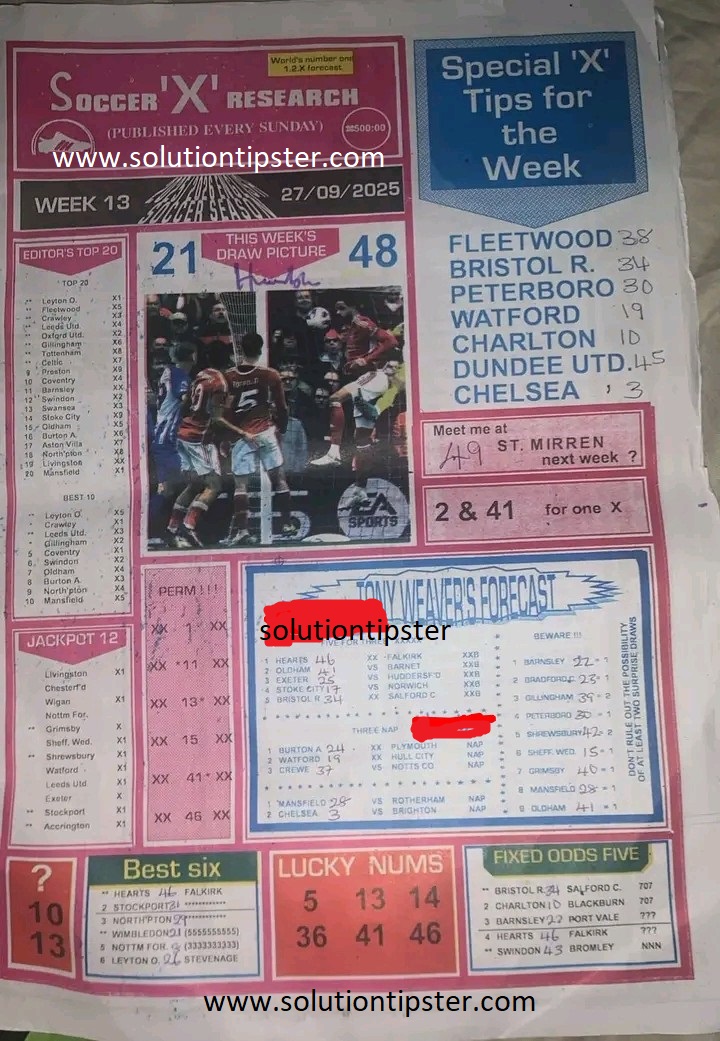 World's number one
1.2.X forecast
SOCCER 'X' RESEARCH
(PUBLISHED EVERY SUNDAY)
500:00
www.solutiontipster.com
WEEK 13
SOCCER SEASON
27/09/2025
Special 'X'
Tips for
the
Week
FLEETWOOD 38
BRISTOL R. 34
PETERBORO 30
WATFORD 19
CHARLTON 10
DUNDEE UTD. 45
CHELSEA 3
Meet me at
49 ST. MIRREN
next week ?
2 & 41 for one X
EDITOR'S TOP 20
TOP 20
** Leyton O. X1
** Fleetwood X5
** Crawley X3
** Leeds Utd. X4
** Oxford Utd. X2
** Gillingham X6
** Tottenham X8
** Celtic X7
9 Preston X9
10 Coventry X4
11 Barnsley XX
12 Swindon X2
13 Swansea X3
14 Stoke City X9
15 Oldham X5
16 Burton A. X6
17 Aston Villa X7
18 North'pton X8
19 Livingston XX
20 Mansfield X1
BEST 10
** Leyton O. X5
* Crawley X1
** Leeds Utd. X3
* Gillingham X2
5 Coventry X1
6 Swindon X2
7 Oldham X4
8 Burton A X3
9 North'pton X4
10 Mansfield X5
JACKPOT 12
Livingston X1
Chesterf'd
Wigan X1
Nottm For. X
** Grimsby X1
Sheff. Wed. X1
** Shrewsbury X1
Watford X1
Leeds Utd. X1
Exeter X
** Stockport X1
** Accrington X1
21
THIS WEEK'S
DRAW PICTURE
48
5
EA
SPORTS
PERM !!!
XX 1 XX
XX *11 XX
XX 13* XX
XX 15 XX
XX 41* XX
XX 46 XX
TONY WEAVER'S FORECAST
solutiontipster
FIVE FOR THREE
1 HEARTS 46 XX FALKIRK XXB
2 OLDHAM 41 VS BARNET XXB
3 EXETER 25 VS HUDDERSF'D XXB
4 STOKE CITY 17 VS NORWICH XXB
5 BRISTOL R 34 XX SALFORD C. XXB
THREE NAP
1 BURTON A 24 XX PLYMOUTH NAP
2 WATFORD 19 XX HULL CITY NAP
3 CREWE 37 VS NOTTS CO NAP
1 MANSFIELD 28 VS ROTHERHAM NAP
2 CHELSEA 3 VS BRIGHTON NAP
BEWARE !!!
1 BARNSLEY 22 = 1
2 BRADFORD 23 = 1
3 GILLINGHAM 39 = 2
4 PETERBORO 30 = 1
5 SHREWSBURY 42 = 2
6 SHEFF. WED. 15 = 1
7 GRIMSBY 40 = 1
8 MANSFIELD 28 = 1
9 OLDHAM 41 = 1
DON'T RULE OUT THE POSSIBILITY
OF AT LEAST TWO SURPRISE DRAWS
?
10
13
Best six
** HEARTS 46 FALKIRK
2 STOCKPORT 31 ************
3 NORTH'PTON 29 ************
** WIMBLEDON 21 (5555555555)
5 NOTTM FOR. 8 (3333333333)
6 LEYTON O. 26 STEVENAGE
LUCKY NUMS
5 13 14
36 41 46
FIXED ODDS FIVE
** BRISTOL R. 34 SALFORD C. 707
2 CHARLTON 10 BLACKBURN 707
3 BARNSLEY 22 PORT VALE ???
4 HEARTS 46 FALKIRK ???
** SWINDON 43 BROMLEY NNN
www.solutiontipster.com